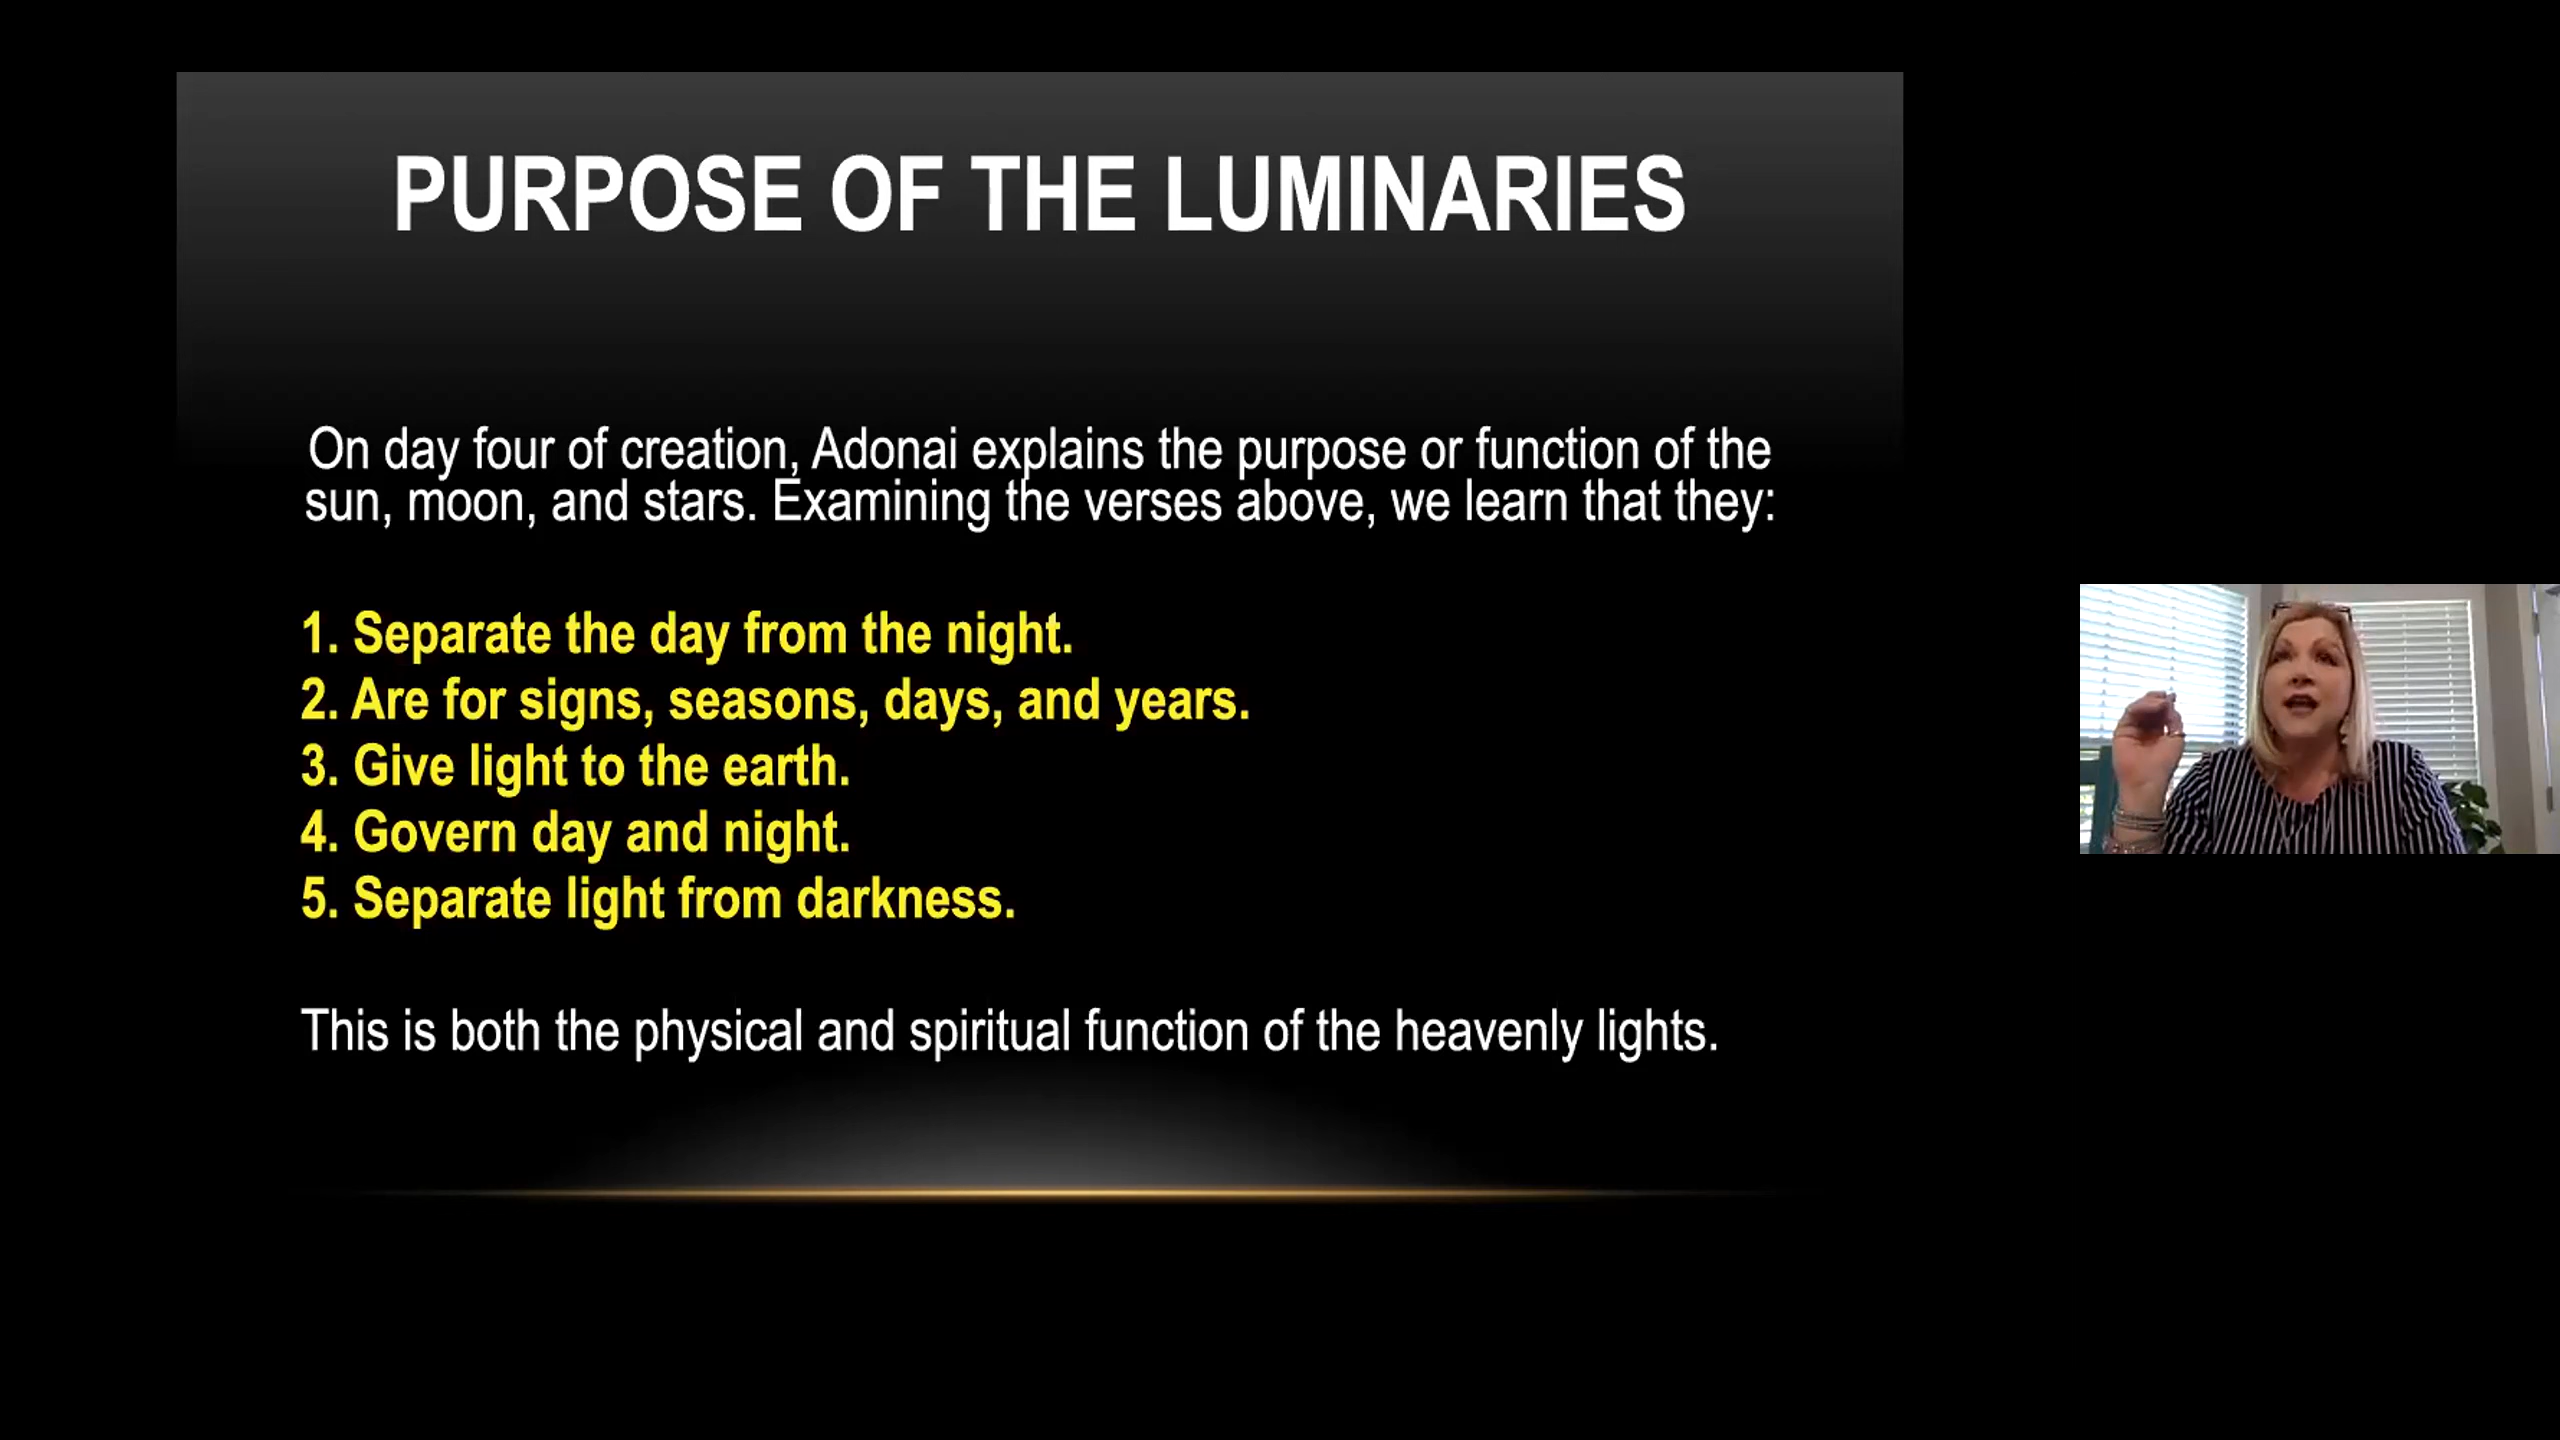 PURPOSE OF THE LUMINARIES
On day four of creation, Adonai explains the purpose or function of the
sun, moon, and stars. Examining the verses above, we learn that they:
1. Separate the day from the night.
2. Are for signs, seasons, days, and years.
3. Give light to the earth.
4. Govern day and night.
5. Separate light from darkness.
This is both the physical and spiritual function of the heavenly lights.